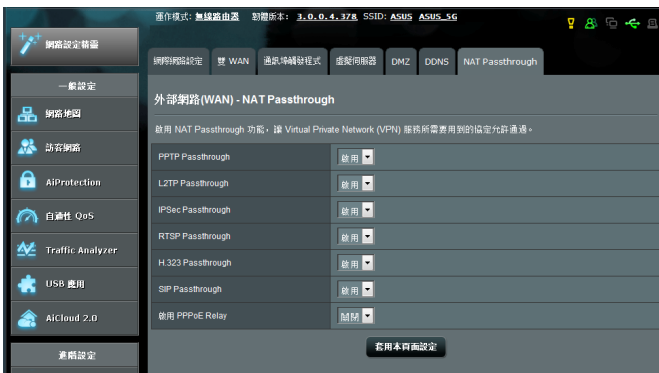 運作模式: 無線路由器 韌體版本: 3.0.0.4.378 SSID: ASUS ASUS_5G
網路設定精靈
網際網路設定 雙 WAN 通訊埠觸發程式 虛擬伺服器 DMZ DDNS NAT Passthrough
一般設定
外部網路(WAN) - NAT Passthrough
網路地圖
啟用 NAT Passthrough 功能,讓 Virtual Private Network (VPN) 服務所需要用到的協定允許通過。
訪客網路
PPTP Passthrough 啟用
AiProtection
L2TP Passthrough 啟用
IPSec Passthrough 啟用
自適性 QoS
RTSP Passthrough 啟用
Traffic Analyzer
H.323 Passthrough 啟用
USB 應用
SIP Passthrough 啟用
AiCloud 2.0
啟用 PPPoE Relay 關閉
套用本頁面設定
進階設定